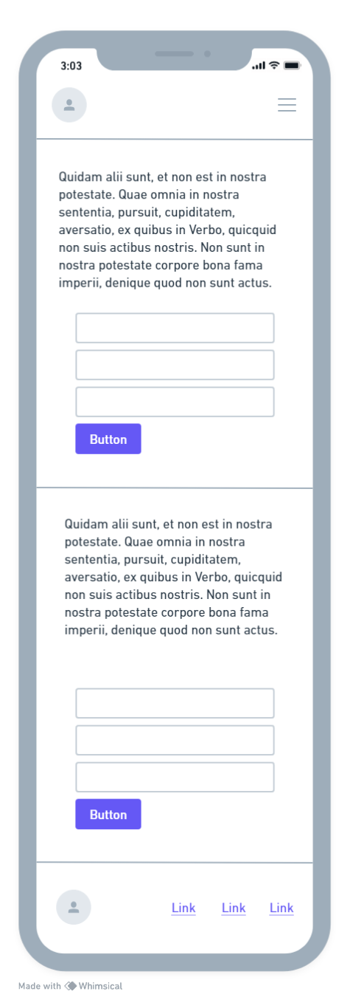 3:03
Quidam alii sunt, et non est in nostra
potestate. Quae omnia in nostra
sententia, pursuit, cupiditatem,
aversatio, ex quibus in Verbo, quicquid
non suis actibus nostris. Non sunt in
nostra potestate corpore bona fama
imperii, denique quod non sunt actus.
Button
Quidam alii sunt, et non est in nostra
potestate. Quae omnia in nostra
sententia, pursuit, cupiditatem,
aversatio, ex quibus in Verbo, quicquid
non suis actibus nostris. Non sunt in
nostra potestate corpore bona fama
imperii, denique quod non sunt actus.
Button
Link Link Link
Made with Whimsical